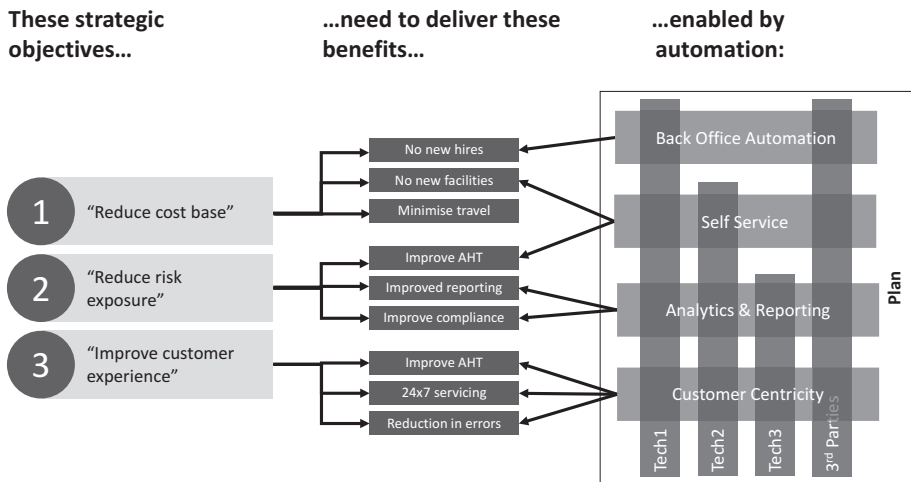 These strategic
objectives…
…need to deliver these
benefits…
…enabled by
automation:
1
“Reduce cost base”
2
“Reduce risk
exposure”
3
“Improve customer
experience”
No new hires
No new facilities
Minimise travel
Improve AHT
Improved reporting
Improve compliance
Improve AHT
24x7 servicing
Reduction in errors
Back Office Automation
Self Service
Analytics & Reporting
Customer Centricity
Tech1
Tech2
Tech3
3rd Parties
Plan